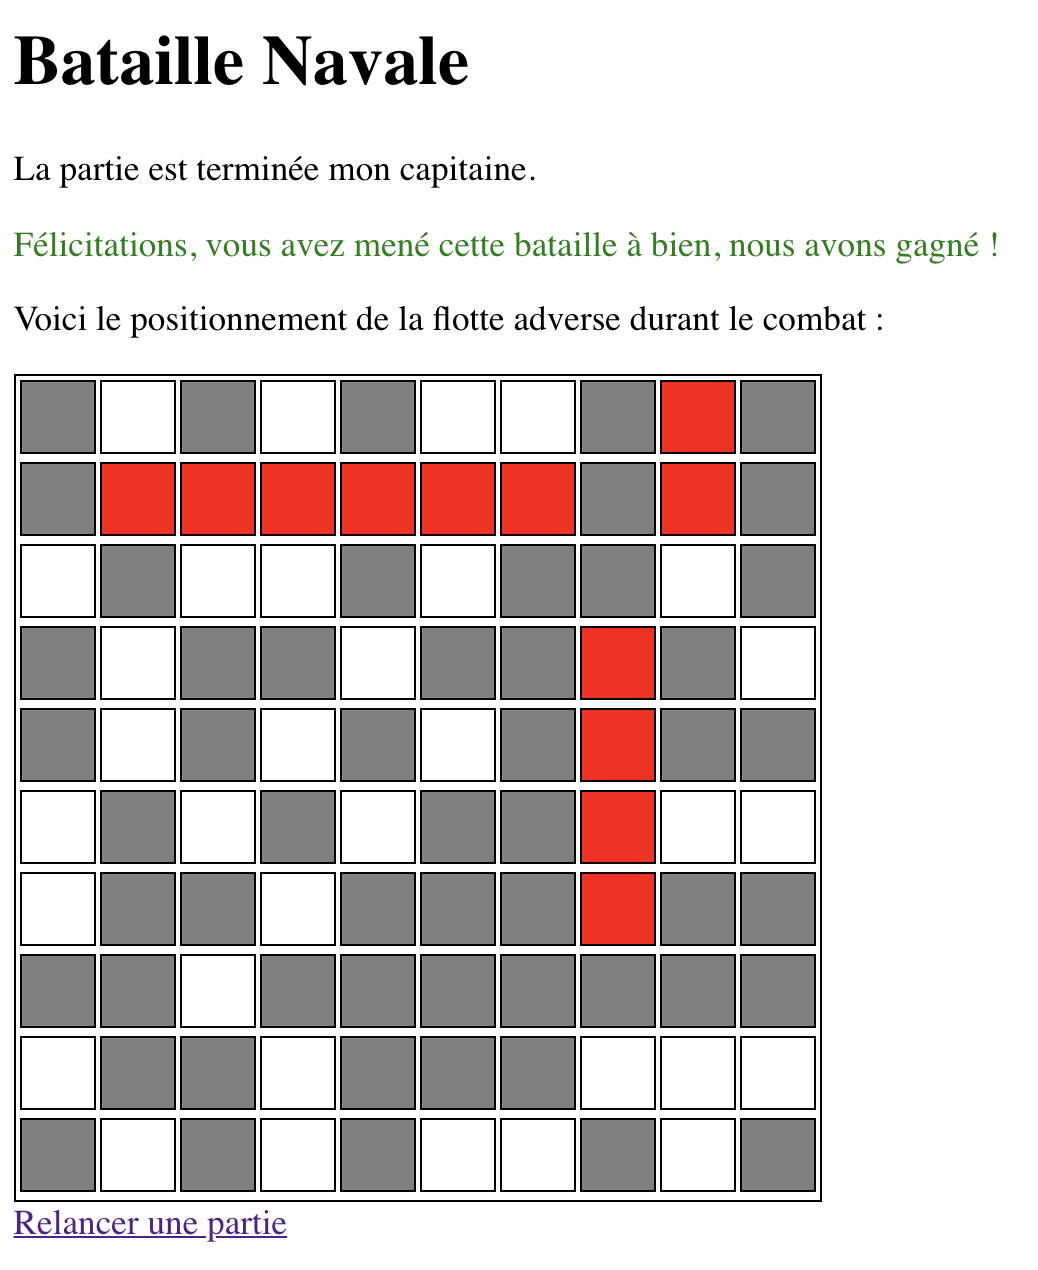 Bataille Navale
La partie est terminée mon capitaine.
Félicitations, vous avez mené cette bataille à bien, nous avons gagné !
Voici le positionnement de la flotte adverse durant le combat :
Relancer une partie